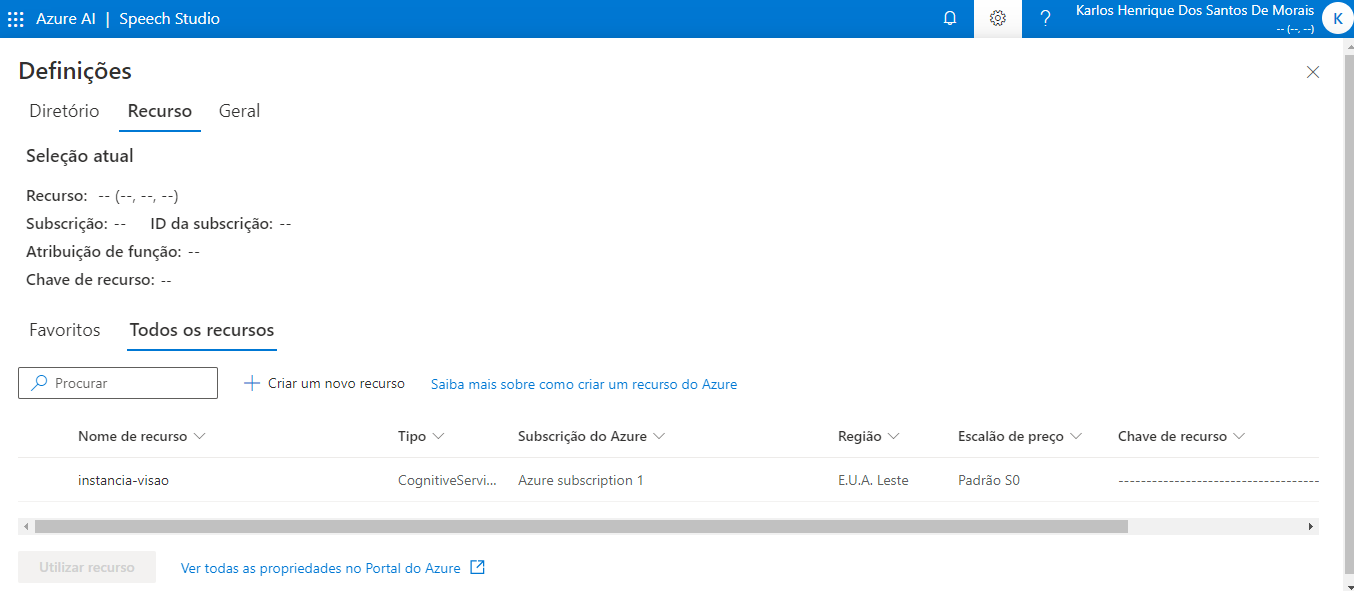 Azure AI | Speech Studio
Karlos Henrique Dos Santos De Morais
-- (--, --)
K
Definições
Diretório Recurso Geral
Seleção atual
Recurso: -- (--, --, --)
Subscrição: -- ID da subscrição: --
Atribuição de função: --
Chave de recurso: --
Favoritos Todos os recursos
Procurar Criar um novo recurso Saiba mais sobre como criar um recurso do Azure
Nome de recurso Tipo Subscrição do Azure Região Escalão de preço Chave de recurso
instancia-visao CognitiveServi... Azure subscription 1 E.U.A. Leste Padrão S0 ----------------------------------
Utilizar recurso Ver todas as propriedades no Portal do Azure